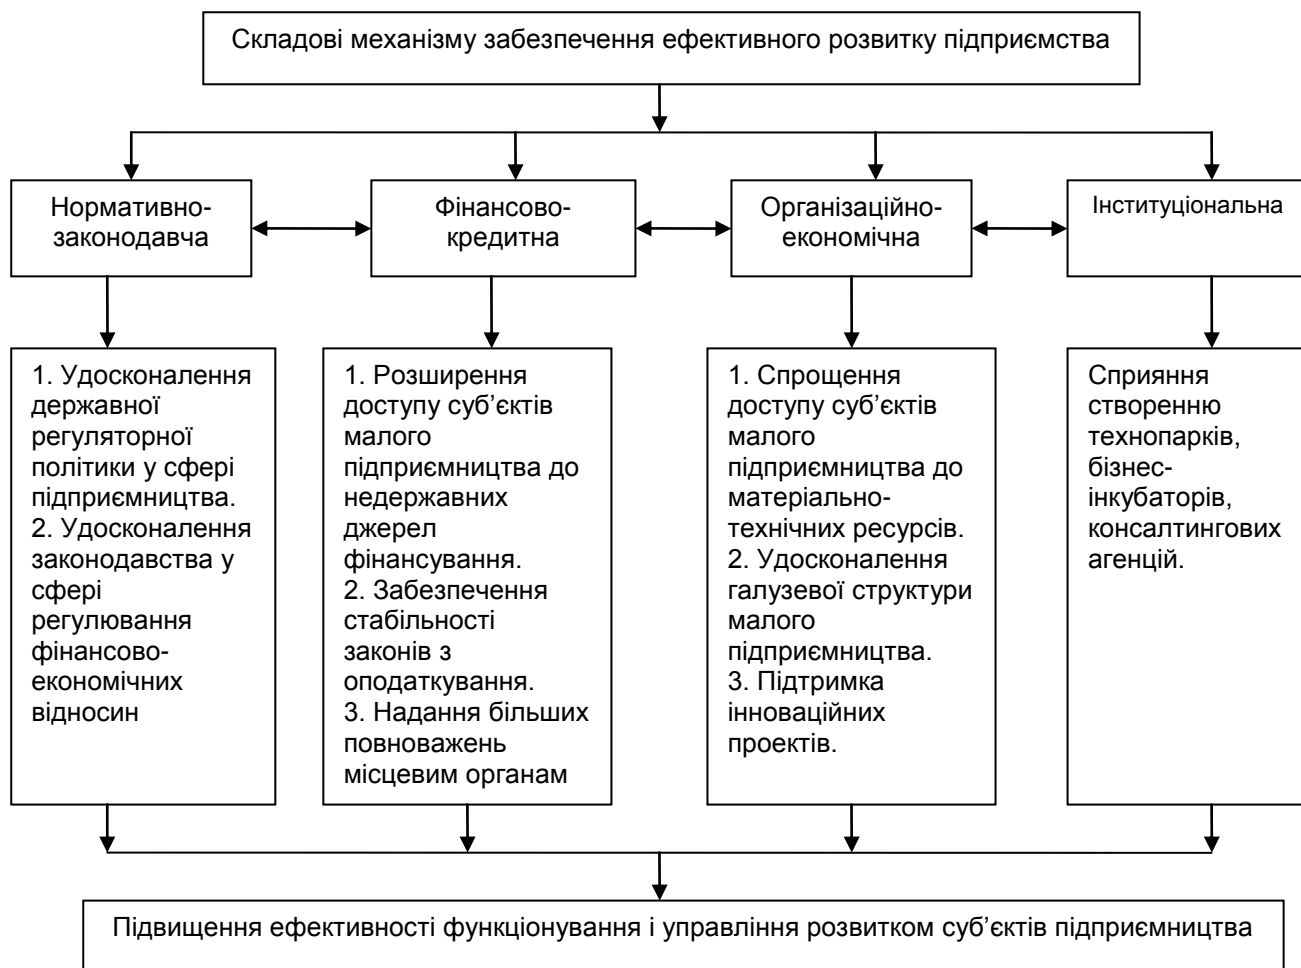 Складові механізму забезпечення ефективного розвитку підприємства
Нормативно-
законодавча
Фінансово-
кредитна
Організаційно-
економічна
Інституціональна
1. Удосконалення
державної
регуляторної
політики у сфері
підприємництва.
2. Удосконалення
законодавства у
сфері
регулювання
фінансово-
економічних
відносин
1. Розширення
доступу суб’єктів
малого
підприємництва до
недержавних
джерел
фінансування.
2. Забезпечення
стабільності
законів з
оподаткування.
3. Надання більших
повноважень
місцевим органам
1. Спрощення
доступу суб’єктів
малого
підприємництва до
матеріально-
технічних ресурсів.
2. Удосконалення
галузевої структури
малого
підприємництва.
3. Підтримка
інноваційних
проектів.
Сприяння
створенню
технопарків,
бізнес-
інкубаторів,
консалтингових
агенцій.
Підвищення ефективності функціонування і управління розвитком суб’єктів підприємництва